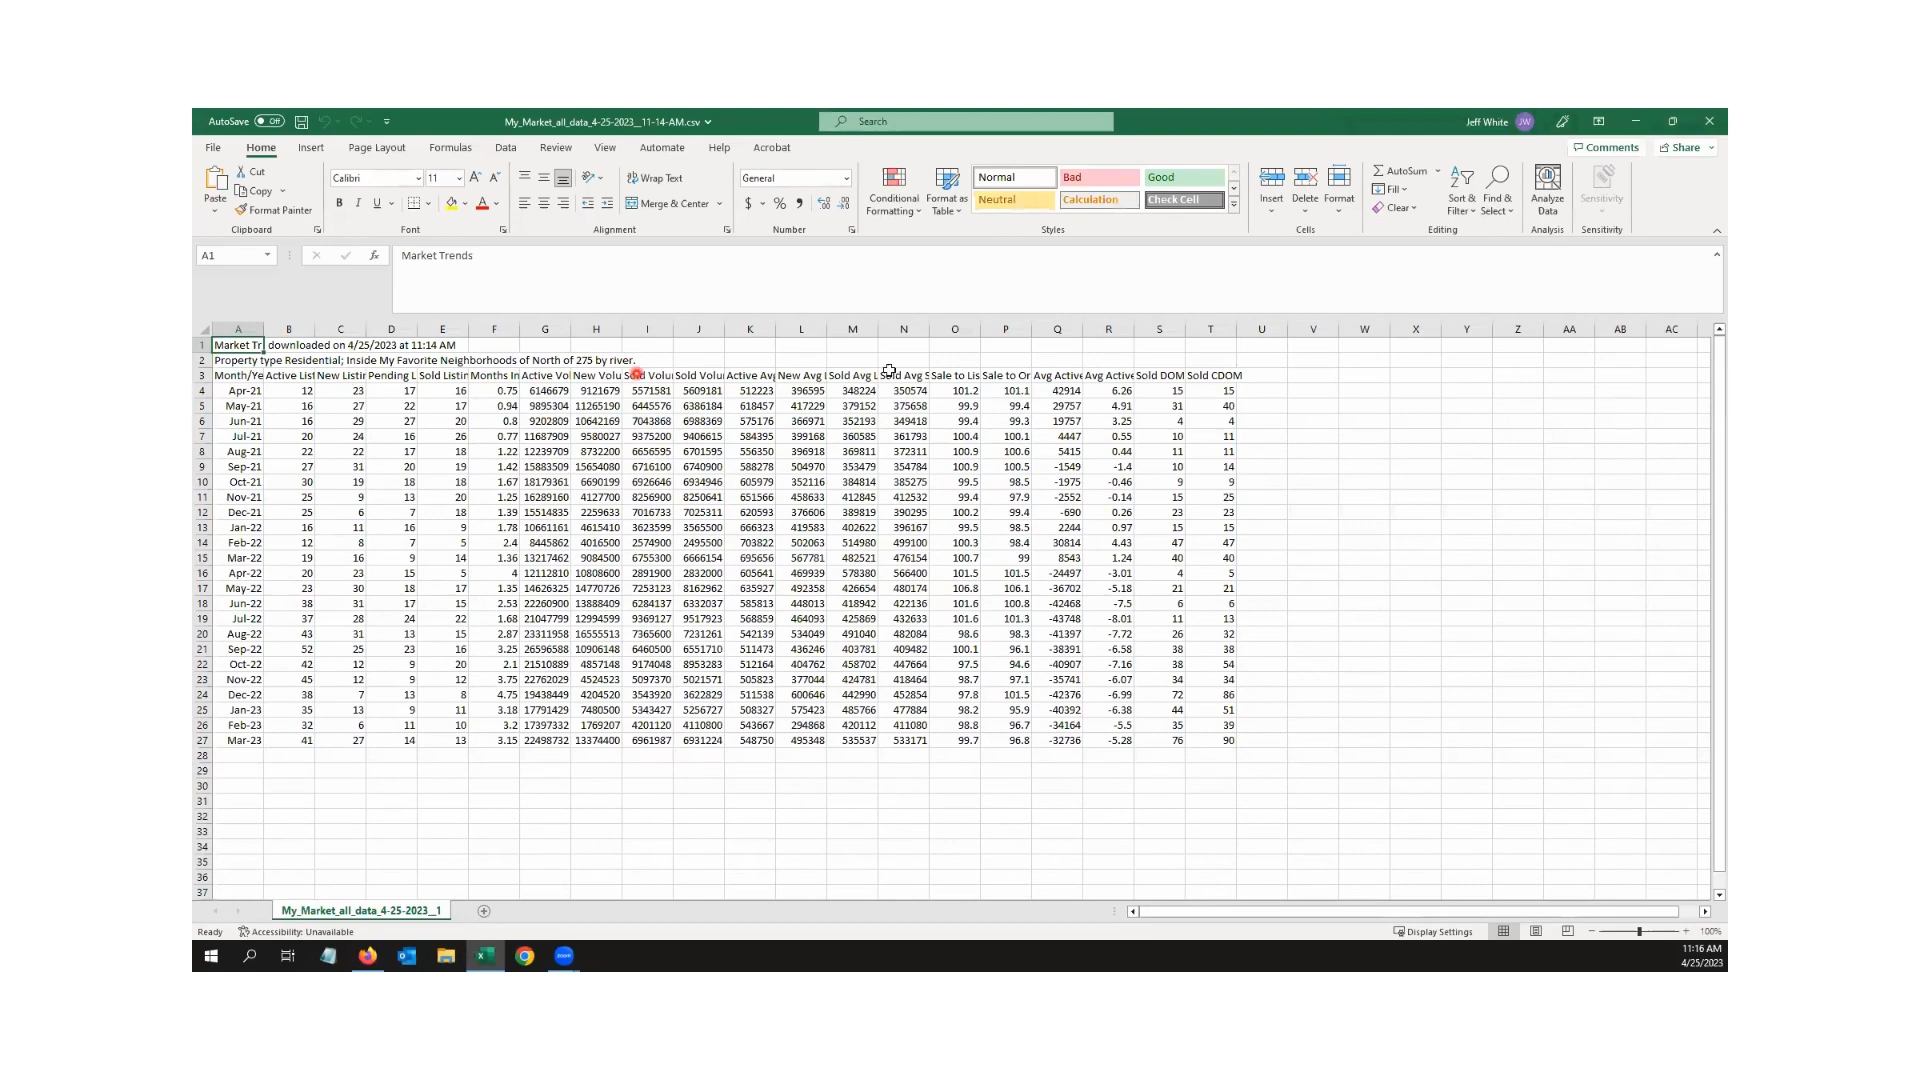 AutoSave Off My_Market_all_data_4-25-2023__11-14-AM.csv Search Jeff White JW
File Home Insert Page Layout Formulas Data Review View Automate Help Acrobat Comments Share
Cut Calibri 11 Wrap Text General Normal Bad Good AutoSum
Paste Copy Conditional Format as Insert Delete Format Fill Sort & Find & Analyze Sensitivity
Format Painter B I U Merge & Center $ % Formatting Table Neutral Calculation Check Cell Clear Filter Select Data
Clipboard Font Alignment Number Styles Cells Editing Analysis Sensitivity
A1 fx Market Trends
A B C D E F G H I J K L M N O P Q R S T U V W X Y Z AA AB AC
1 Market Tr downloaded on 4/25/2023 at 11:14 AM
2 Property type Residential; Inside My Favorite Neighborhoods of North of 275 by river.
3 Month/Ye Active List New Listin Pending L Sold Listin Months In Active Vol New Volu Sold Volu Sold Volu Active Avg New Avg L Sold Avg L Sold Avg S Sale to Lis Sale to Or Avg Active Avg Active Sold DOM Sold CDOM
4 Apr-21 12 23 17 16 0.75 6146679 9121679 5571581 5609181 512223 396595 348224 350574 101.2 101.1 42914 6.26 15 15
5 May-21 16 27 22 17 0.94 9895304 11265190 6445576 6386184 618457 417229 379152 375658 99.9 99.4 29757 4.91 31 40
6 Jun-21 16 29 27 20 0.8 9202809 10642169 7043868 6988369 575176 366971 352193 349418 99.4 99.3 19757 3.25 4 4
7 Jul-21 20 24 16 26 0.77 11687909 9580027 9375200 9406615 584395 399168 360585 361793 100.4 100.1 4447 0.55 10 11
8 Aug-21 22 22 17 18 1.22 12239709 8732200 6656595 6701595 556350 396918 369811 372311 100.9 100.6 5415 0.44 11 11
9 Sep-21 27 31 20 19 1.42 15883509 15654080 6716100 6740900 588278 504970 353479 354784 100.9 100.5 -1549 -1.4 10 14
10 Oct-21 30 19 18 18 1.67 18179361 6690199 6926646 6934946 605979 352116 384814 385275 99.5 98.5 -1975 -0.46 9 9
11 Nov-21 25 9 13 20 1.25 16289160 4127700 8256900 8250641 651566 458633 412845 412532 99.4 97.9 -2552 -0.14 15 25
12 Dec-21 25 6 7 18 1.39 15514835 2259633 7016733 7025311 620593 376606 389819 390295 100.2 99.4 -690 0.26 23 23
13 Jan-22 16 11 16 9 1.78 10661161 4615410 3623599 3565500 666323 419583 402622 396167 99.5 98.5 2244 0.97 15 15
14 Feb-22 12 8 7 5 2.4 8445862 4016500 2574900 2495500 703822 502063 514980 499100 100.3 98.4 30814 4.43 47 47
15 Mar-22 19 16 9 14 1.36 13217462 9084500 6755300 6666154 695656 567781 482521 476154 100.7 99 8543 1.24 40 40
16 Apr-22 20 23 15 5 4 12112810 10808600 2891900 2832000 605641 469939 578380 566400 101.5 101.5 -24497 -3.01 4 5
17 May-22 23 30 18 17 1.35 14626325 14770726 7253123 8162962 635927 492358 426654 480174 106.8 106.1 -36702 -5.18 21 21
18 Jun-22 38 31 17 15 2.53 22260900 13888409 6284137 6332037 585813 448013 418942 422136 101.6 100.8 -42468 -7.5 6 6
19 Jul-22 37 28 24 22 1.68 21047799 12994599 9369127 9517923 568859 464093 425869 432633 101.6 101.3 -43748 -8.01 11 13
20 Aug-22 43 31 13 15 2.87 23311958 16555513 7365600 7231261 542139 534049 491040 482084 98.6 98.3 -41397 -7.72 26 32
21 Sep-22 52 25 23 16 3.25 26596588 10906148 6460500 6551710 511473 436246 403781 409482 100.1 96.1 -38391 -6.58 38 38
22 Oct-22 42 12 9 20 2.1 21510889 4857148 9174048 8953283 512164 404762 458702 447664 97.5 94.6 -40907 -7.16 38 54
23 Nov-22 45 12 9 12 3.75 22762029 4524523 5097370 5021571 505823 377044 424781 418464 98.7 97.1 -35741 -6.07 34 34
24 Dec-22 38 7 13 8 4.75 19438449 4204520 3543920 3622829 511538 600646 442990 452854 97.8 101.5 -42376 -6.99 72 86
25 Jan-23 35 13 9 11 3.18 17791429 7480500 5343427 5256727 508327 575423 485766 477884 98.2 95.9 -40392 -6.38 44 51
26 Feb-23 32 6 11 10 3.2 17397332 1769207 4201120 4110800 543667 294868 420112 411080 98.8 96.7 -34164 -5.5 35 39
27 Mar-23 41 27 14 13 3.15 22498732 13374400 6961987 6931224 548750 495348 535537 533171 99.7 96.8 -32736 -5.28 76 90
28
29
30
31
32
33
34
35
36
37
My_Market_all_data_4-25-2023__1
Ready Accessibility: Unavailable Display Settings 100%
11:16 AM
4/25/2023